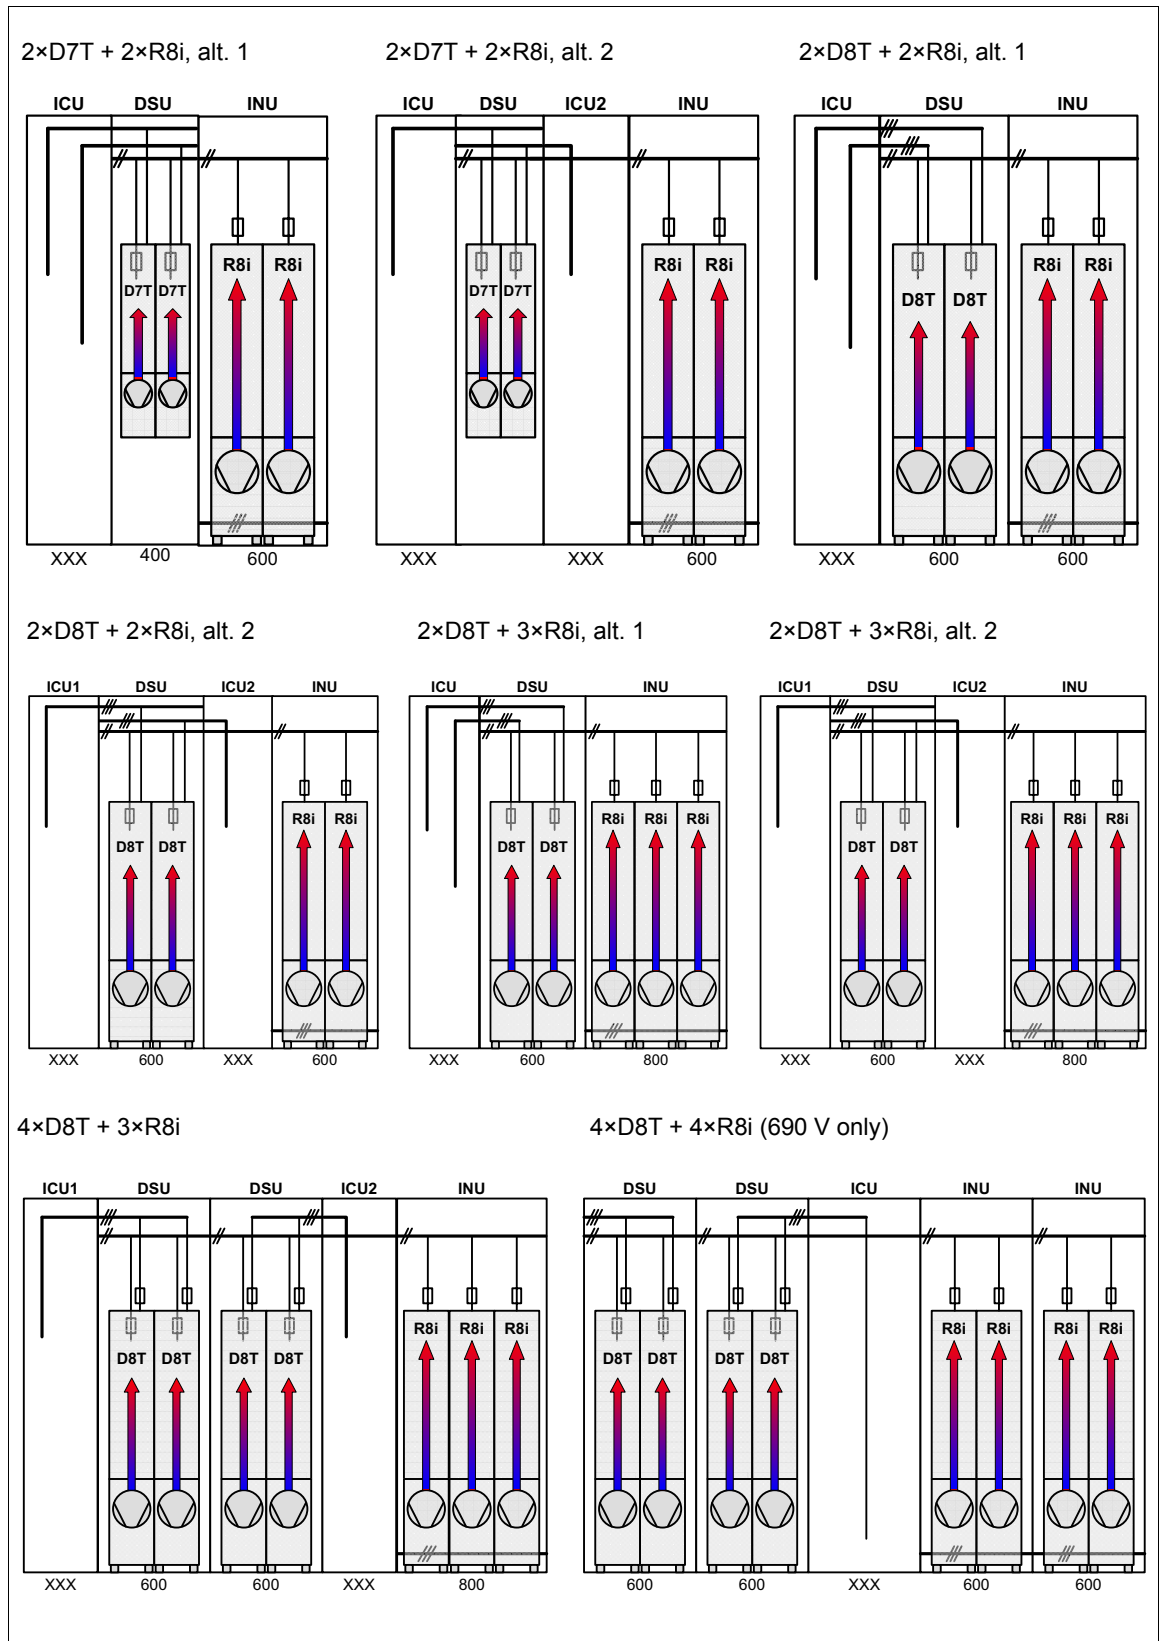 2×D7T + 2×R8i, alt. 1
2×D7T + 2×R8i, alt. 2
2×D8T + 2×R8i, alt. 1
ICU DSU INU
ICU DSU ICU2 INU
ICU DSU INU
R8i R8i
R8i R8i
R8i R8i
D7T D7T
D7T D7T
D8T D8T
XXX 400 600
XXX 600
XXX 600 600
2×D8T + 2×R8i, alt. 2
2×D8T + 3×R8i, alt. 1
2×D8T + 3×R8i, alt. 2
ICU1 DSU ICU2 INU
ICU DSU INU
ICU1 DSU ICU2 INU
R8i R8i
R8i R8i R8i
R8i R8i R8i
D8T D8T
D8T D8T
D8T D8T
XXX 600 XXX 600
XXX 600 800
XXX 600 XXX 800
4×D8T + 3×R8i
4×D8T + 4×R8i (690 V only)
ICU1 DSU DSU ICU2 INU
DSU DSU ICU INU INU
R8i R8i R8i
R8i R8i R8i R8i
D8T D8T D8T D8T
D8T D8T D8T D8T
XXX 600 600 XXX 800
600 600 XXX 600 600